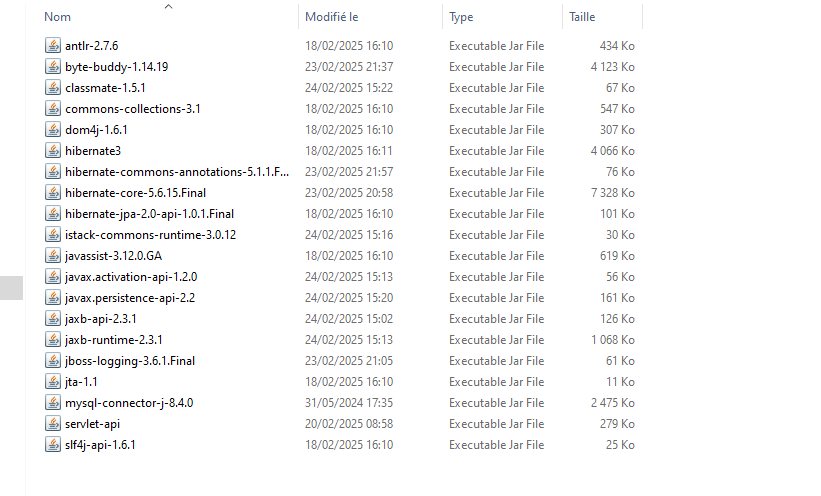 Nom Modifié le Type Taille
antlr-2.7.6 18/02/2025 16:10 Executable Jar File 434 Ko
byte-buddy-1.14.19 23/02/2025 21:37 Executable Jar File 4 123 Ko
classmate-1.5.1 24/02/2025 15:22 Executable Jar File 67 Ko
commons-collections-3.1 18/02/2025 16:10 Executable Jar File 547 Ko
dom4j-1.6.1 18/02/2025 16:10 Executable Jar File 307 Ko
hibernate3 18/02/2025 16:11 Executable Jar File 4 066 Ko
hibernate-commons-annotations-5.1.1.F... 23/02/2025 21:57 Executable Jar File 76 Ko
hibernate-core-5.6.15.Final 23/02/2025 20:58 Executable Jar File 7 328 Ko
hibernate-jpa-2.0-api-1.0.1.Final 18/02/2025 16:10 Executable Jar File 101 Ko
istack-commons-runtime-3.0.12 24/02/2025 15:16 Executable Jar File 30 Ko
javassist-3.12.0.GA 18/02/2025 16:10 Executable Jar File 619 Ko
javax.activation-api-1.2.0 24/02/2025 15:13 Executable Jar File 56 Ko
javax.persistence-api-2.2 24/02/2025 15:20 Executable Jar File 161 Ko
jaxb-api-2.3.1 24/02/2025 15:02 Executable Jar File 126 Ko
jaxb-runtime-2.3.1 24/02/2025 15:13 Executable Jar File 1 068 Ko
jboss-logging-3.6.1.Final 23/02/2025 21:05 Executable Jar File 61 Ko
jta-1.1 18/02/2025 16:10 Executable Jar File 11 Ko
mysql-connector-j-8.4.0 31/05/2024 17:35 Executable Jar File 2 475 Ko
servlet-api 20/02/2025 08:58 Executable Jar File 279 Ko
slf4j-api-1.6.1 18/02/2025 16:10 Executable Jar File 25 Ko